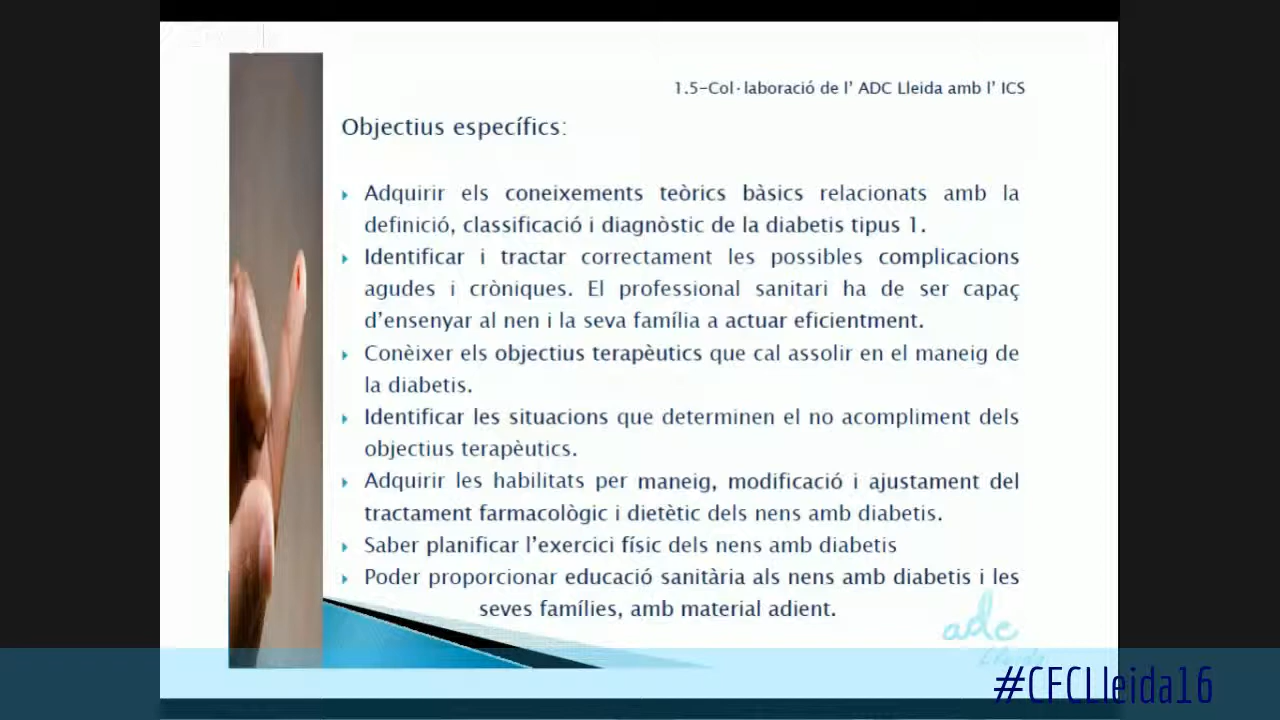 1.5-Col·laboració de l' ADC Lleida amb l' ICS
Objectius específics:
Adquirir els coneixements teòrics bàsics relacionats amb la
definició, classificació i diagnòstic de la diabetis tipus 1.
Identificar i tractar correctament les possibles complicacions
agudes i cròniques. El professional sanitari ha de ser capaç
d'ensenyar al nen i la seva família a actuar eficientment.
Conèixer els objectius terapèutics que cal assolir en el maneig de
la diabetis.
Identificar les situacions que determinen el no acompliment dels
objectius terapèutics.
Adquirir les habilitats per maneig, modificació i ajustament del
tractament farmacològic i dietètic dels nens amb diabetis.
Saber planificar l'exercici físic dels nens amb diabetis
Poder proporcionar educació sanitària als nens amb diabetis i les
seves famílies, amb material adient.
adc
Lleida
#CFCLleida16